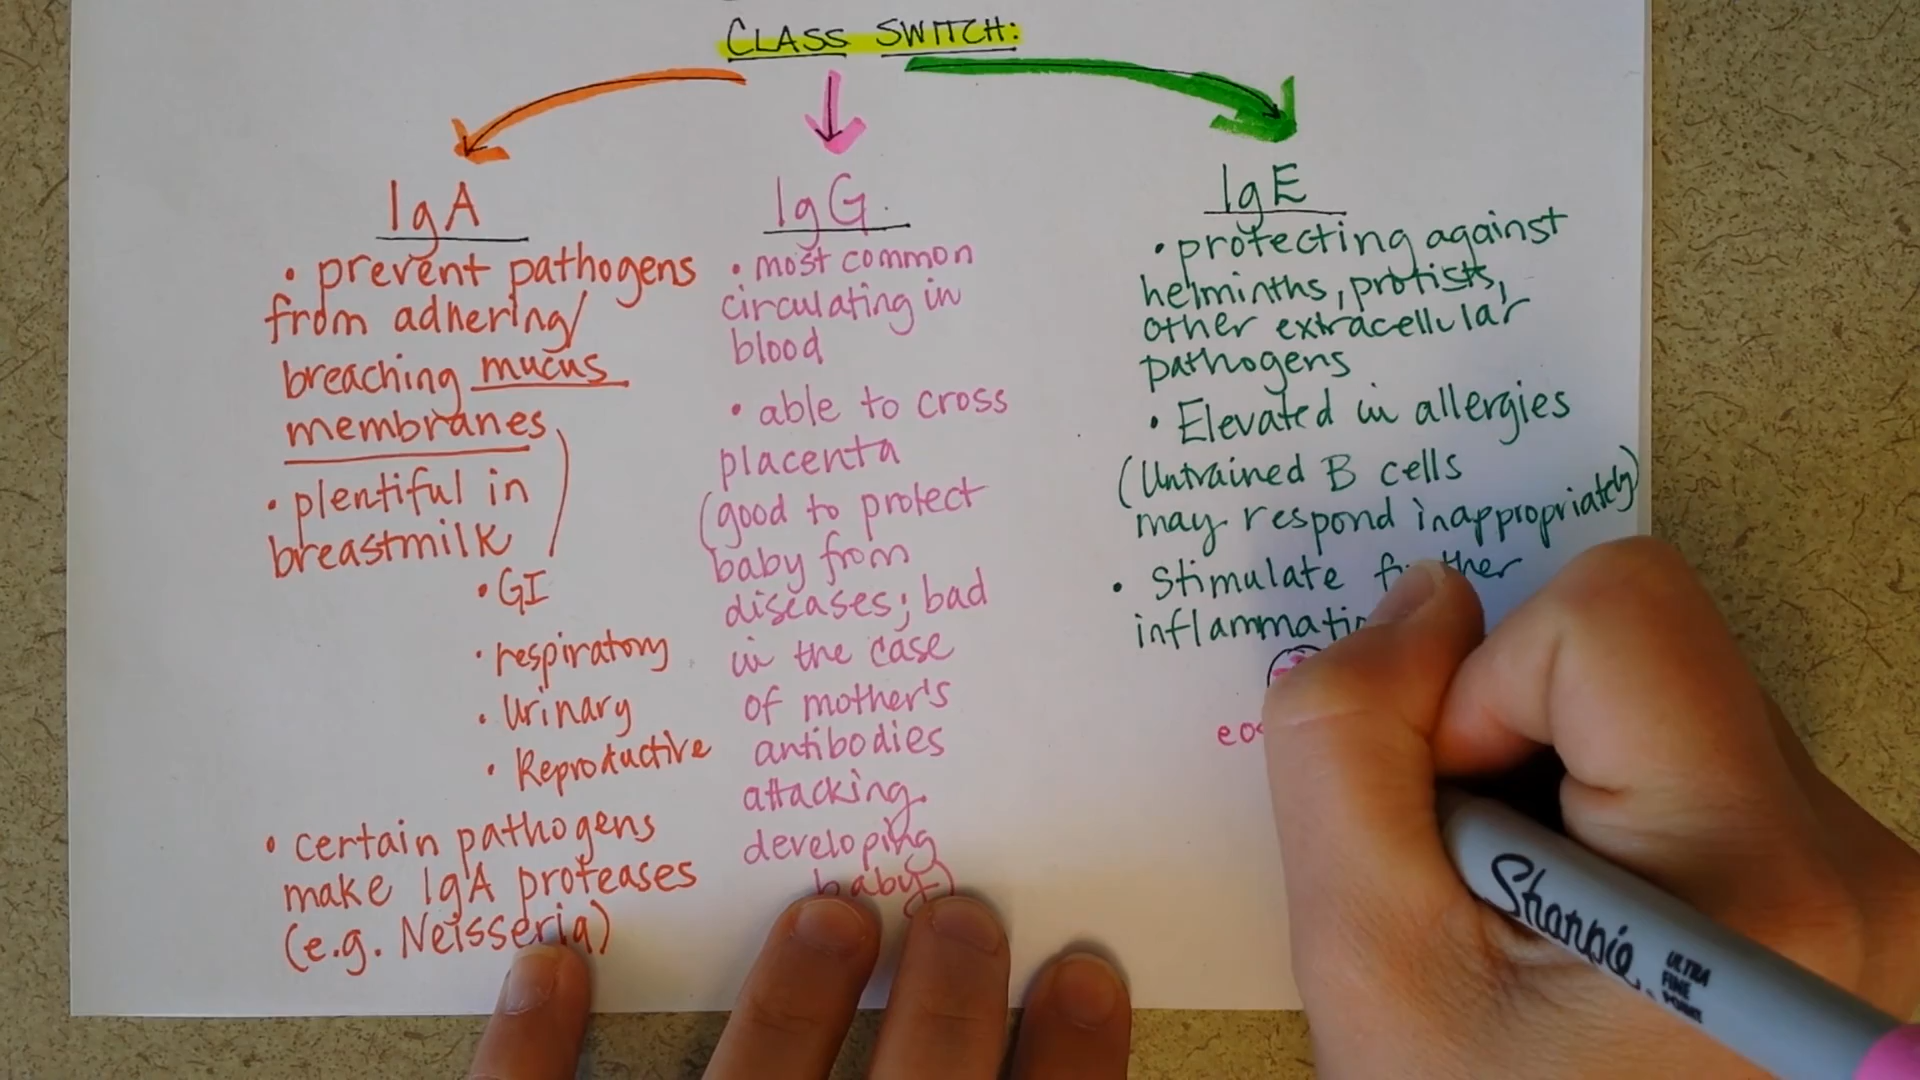 CLASS SWITCH:
IgA
• prevent pathogens
from adhering/
breaching mucus
membranes
• plentiful in
breastmilk
• GI
• respiratory
• Urinary
• Reproductive
• certain pathogens
make IgA proteases
(e.g. Neisseria)
IgG
• most common
circulating in
blood
• able to cross
placenta
(good to protect
baby from
diseases; bad
in the case
of mother's
antibodies
attacking
developing
baby)
IgE
• protecting against
helminths, protists,
other extracellular
pathogens
• Elevated in allergies
(Untrained B cells
may respond inappropriately)
• Stimulate
Sharpie
ULTRA
FINE
POINT